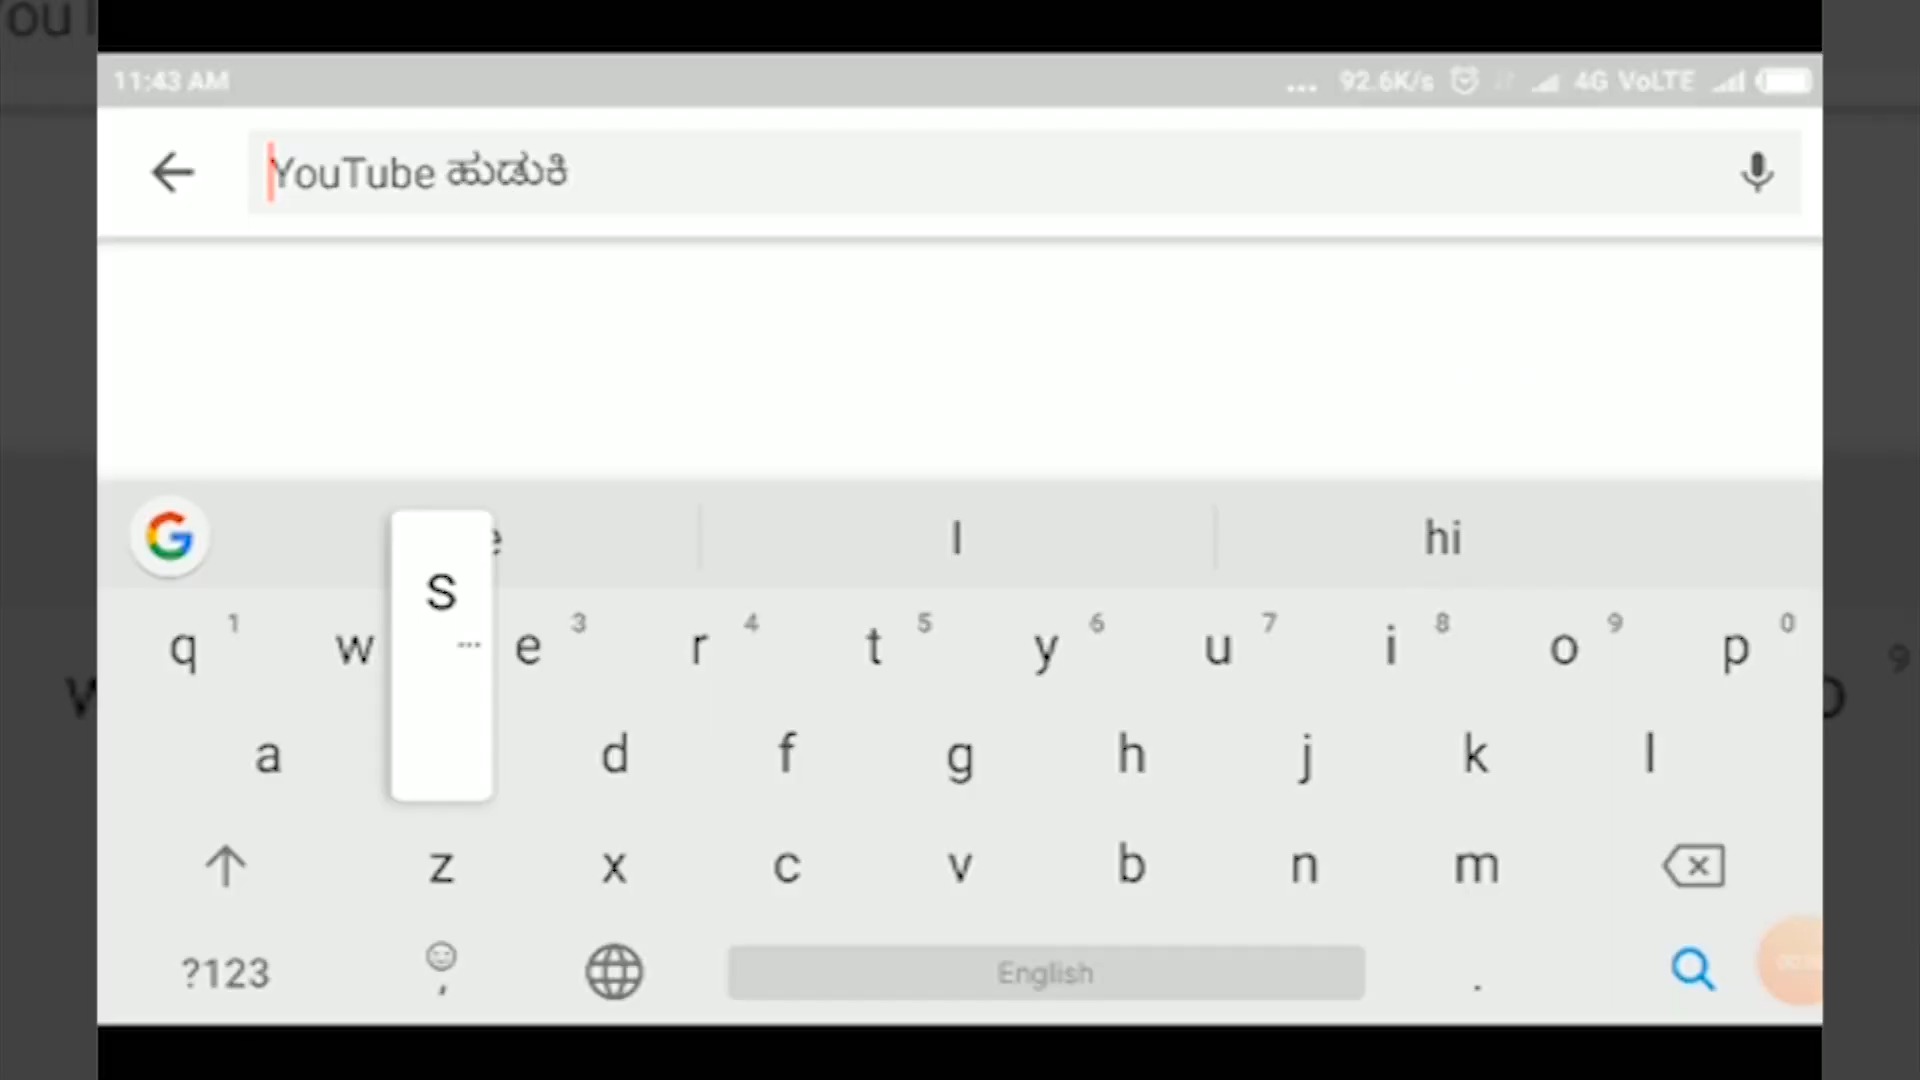 11:43 AM ... 92.6K/s 4G VoLTE
YouTube ಹುಡುಕಿ
I hi
S
q 1 w e 3 r 4 t 5 y 6 u 7 i 8 o 9 p 0
a d f g h j k l
z x c v b n m
?123 , English .